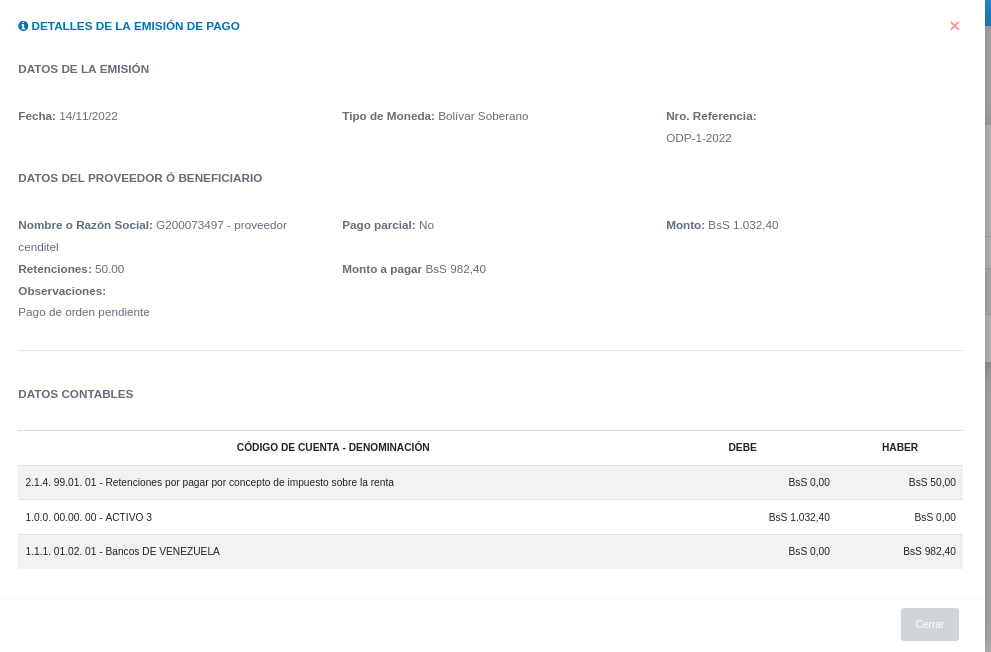 DETALLES DE LA EMISIÓN DE PAGO
DATOS DE LA EMISIÓN
Fecha: 14/11/2022
Tipo de Moneda: Bolívar Soberano
Nro. Referencia:
ODP-1-2022
DATOS DEL PROVEEDOR Ó BENEFICIARIO
Nombre o Razón Social: G200073497 - proveedor
cenditel
Pago parcial: No
Monto: BsS 1.032,40
Retenciones: 50.00
Monto a pagar BsS 982,40
Observaciones:
Pago de orden pendiente
DATOS CONTABLES
CÓDIGO DE CUENTA - DENOMINACIÓN DEBE HABER
2.1.4. 99.01. 01 - Retenciones por pagar por concepto de impuesto sobre la renta BsS 0,00 BsS 50,00
1.0.0. 00.00. 00 - ACTIVO 3 BsS 1.032,40 BsS 0,00
1.1.1. 01.02. 01 - Bancos DE VENEZUELA BsS 0,00 BsS 982,40
Cerrar